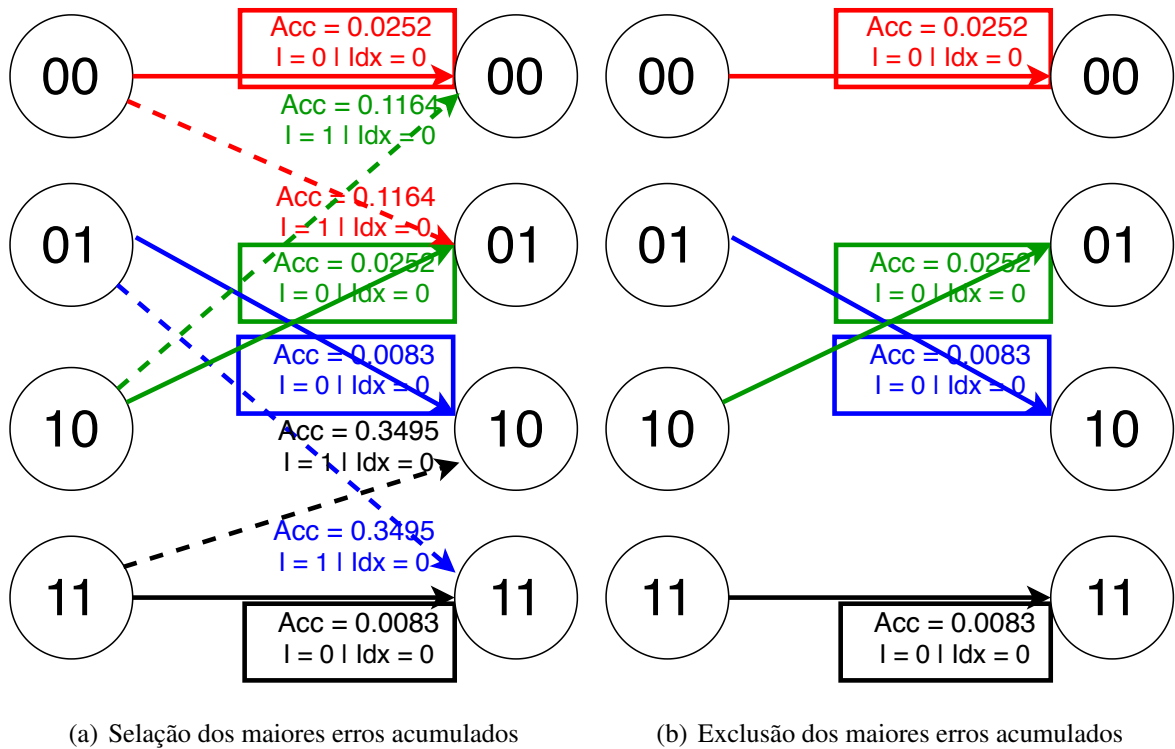 00
Acc = 0.0252
I = 0 | Idx = 0
00
Acc = 0.1164
I = 1 | Idx = 0
01
Acc = 0.1164
I = 1 | Idx = 0
01
Acc = 0.0252
I = 0 | Idx = 0
10
Acc = 0.0083
I = 0 | Idx = 0
10
Acc = 0.3495
I = 1 | Idx = 0
11
Acc = 0.3495
I = 1 | Idx = 0
11
Acc = 0.0083
I = 0 | Idx = 0
(a) Selação dos maiores erros acumulados
00
Acc = 0.0252
I = 0 | Idx = 0
00
01
01
Acc = 0.0252
I = 0 | Idx = 0
10
Acc = 0.0083
I = 0 | Idx = 0
10
11
11
Acc = 0.0083
I = 0 | Idx = 0
(b) Exclusão dos maiores erros acumulados